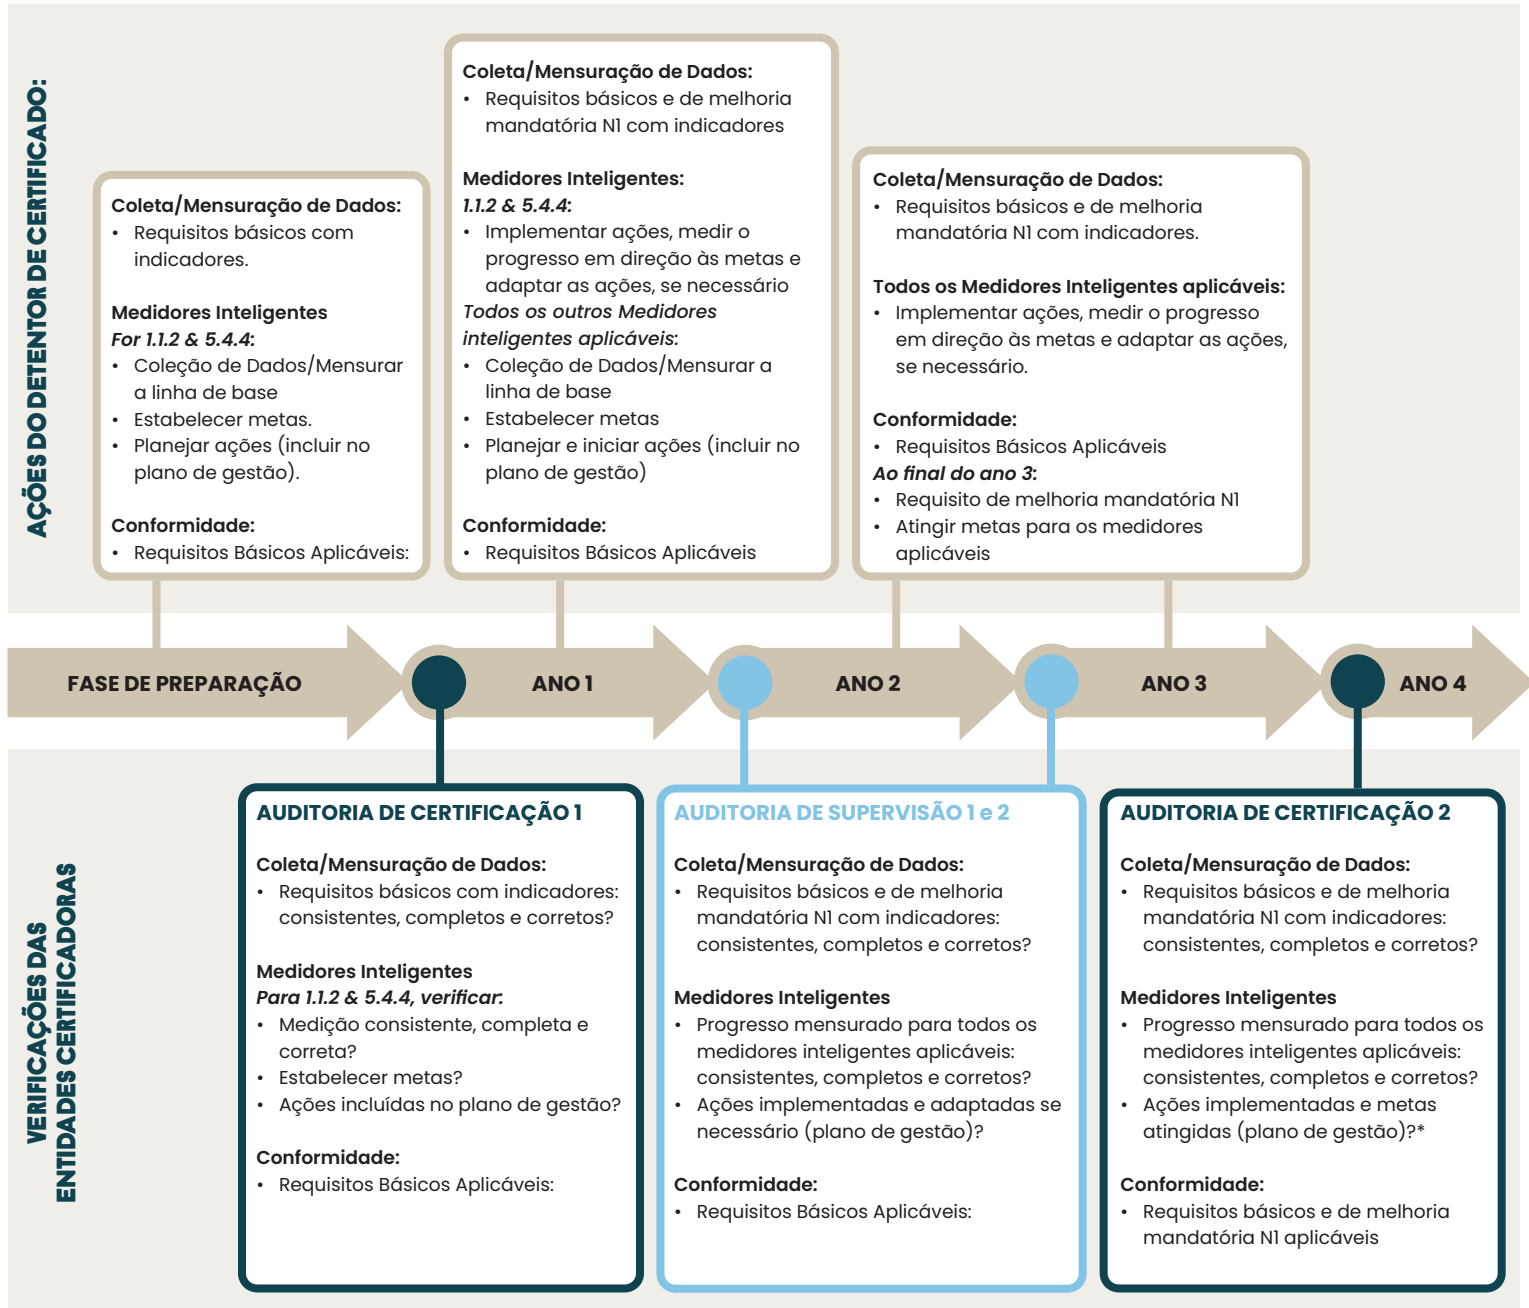 AÇÕES DO DETENTOR DE CERTIFICADO:
Coleta/Mensuração de Dados:
• Requisitos básicos com
indicadores.
Medidores Inteligentes
For 1.1.2 & 5.4.4:
• Coleção de Dados/Mensurar
a linha de base
• Estabelecer metas.
• Planejar ações (incluir no
plano de gestão).
Conformidade:
• Requisitos Básicos Aplicáveis:
Coleta/Mensuração de Dados:
• Requisitos básicos e de melhoria
mandatória N1 com indicadores
Medidores Inteligentes:
1.1.2 & 5.4.4:
• Implementar ações, medir o
progresso em direção às metas e
adaptar as ações, se necessário
Todos os outros Medidores
inteligentes aplicáveis:
• Coleção de Dados/Mensurar a
linha de base
• Estabelecer metas
• Planejar e iniciar ações (incluir no
plano de gestão)
Conformidade:
• Requisitos Básicos Aplicáveis
Coleta/Mensuração de Dados:
• Requisitos básicos e de melhoria
mandatória N1 com indicadores.
Todos os Medidores Inteligentes aplicáveis:
• Implementar ações, medir o progresso
em direção às metas e adaptar as ações,
se necessário.
Conformidade:
• Requisitos Básicos Aplicáveis
Ao final do ano 3:
• Requisito de melhoria mandatória N1
• Atingir metas para os medidores
aplicáveis
FASE DE PREPARAÇÃO
ANO 1
ANO 2
ANO 3
ANO 4
VERIFICAÇÕES DAS
ENTIDADES CERTIFICADORAS
AUDITORIA DE CERTIFICAÇÃO 1
Coleta/Mensuração de Dados:
• Requisitos básicos com indicadores:
consistentes, completos e corretos?
Medidores Inteligentes
Para 1.1.2 & 5.4.4, verificar:
• Medição consistente, completa e
correta?
• Estabelecer metas?
• Ações incluídas no plano de gestão?
Conformidade:
• Requisitos Básicos Aplicáveis:
AUDITORIA DE SUPERVISÃO 1 e 2
Coleta/Mensuração de Dados:
• Requisitos básicos e de melhoria
mandatória N1 com indicadores:
consistentes, completos e corretos?
Medidores Inteligentes
• Progresso mensurado para todos os
medidores inteligentes aplicáveis:
consistentes, completos e corretos?
• Ações implementadas e adaptadas se
necessário (plano de gestão)?
Conformidade:
• Requisitos Básicos Aplicáveis:
AUDITORIA DE CERTIFICAÇÃO 2
Coleta/Mensuração de Dados:
• Requisitos básicos e de melhoria
mandatória N1 com indicadores:
consistentes, completos e corretos?
Medidores Inteligentes
• Progresso mensurado para todos os
medidores inteligentes aplicáveis:
consistentes, completos e corretos?
• Ações implementadas e metas
atingidas (plano de gestão)?*
Conformidade:
• Requisitos básicos e de melhoria
mandatória N1 aplicáveis